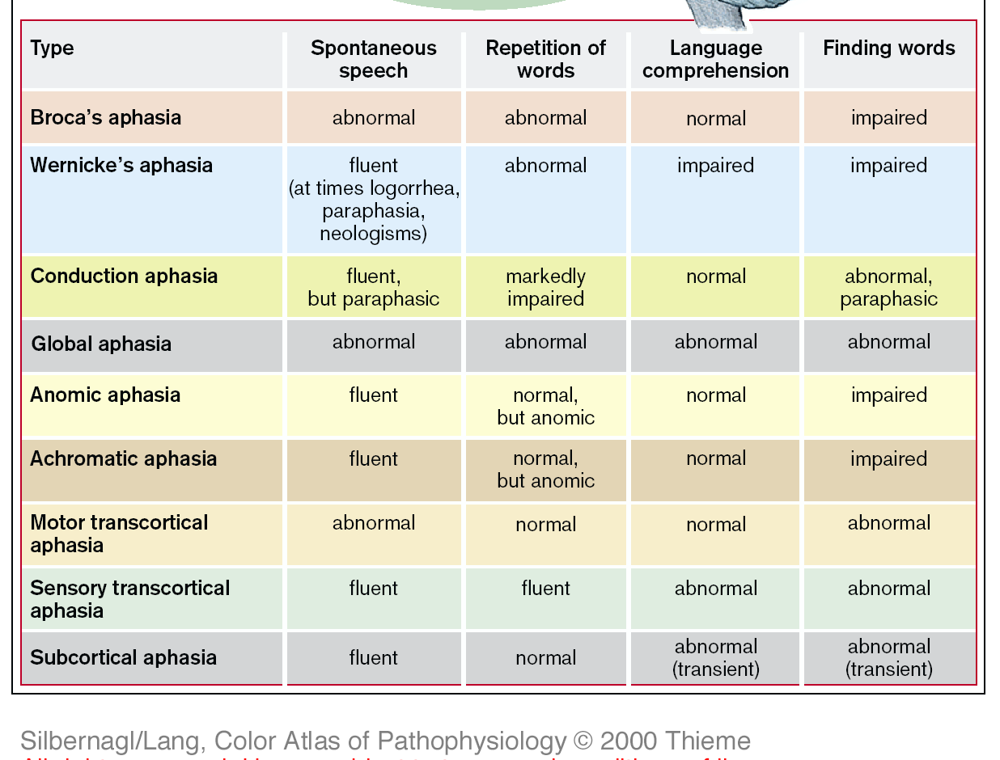 Type
Spontaneous
speech
Repetition of
words
Language
comprehension
Finding words
Broca’s aphasia
abnormal
abnormal
normal
impaired
Wernicke’s aphasia
fluent
(at times logorrhea,
paraphasia,
neologisms)
abnormal
impaired
impaired
Conduction aphasia
fluent,
but paraphasic
markedly
impaired
normal
abnormal,
paraphasic
Global aphasia
abnormal
abnormal
abnormal
abnormal
Anomic aphasia
fluent
normal,
but anomic
normal
impaired
Achromatic aphasia
fluent
normal,
but anomic
normal
impaired
Motor transcortical
aphasia
abnormal
normal
normal
abnormal
Sensory transcortical
aphasia
fluent
fluent
abnormal
abnormal
Subcortical aphasia
fluent
normal
abnormal
(transient)
abnormal
(transient)
Silbernagl/Lang, Color Atlas of Pathophysiology © 2000 Thieme